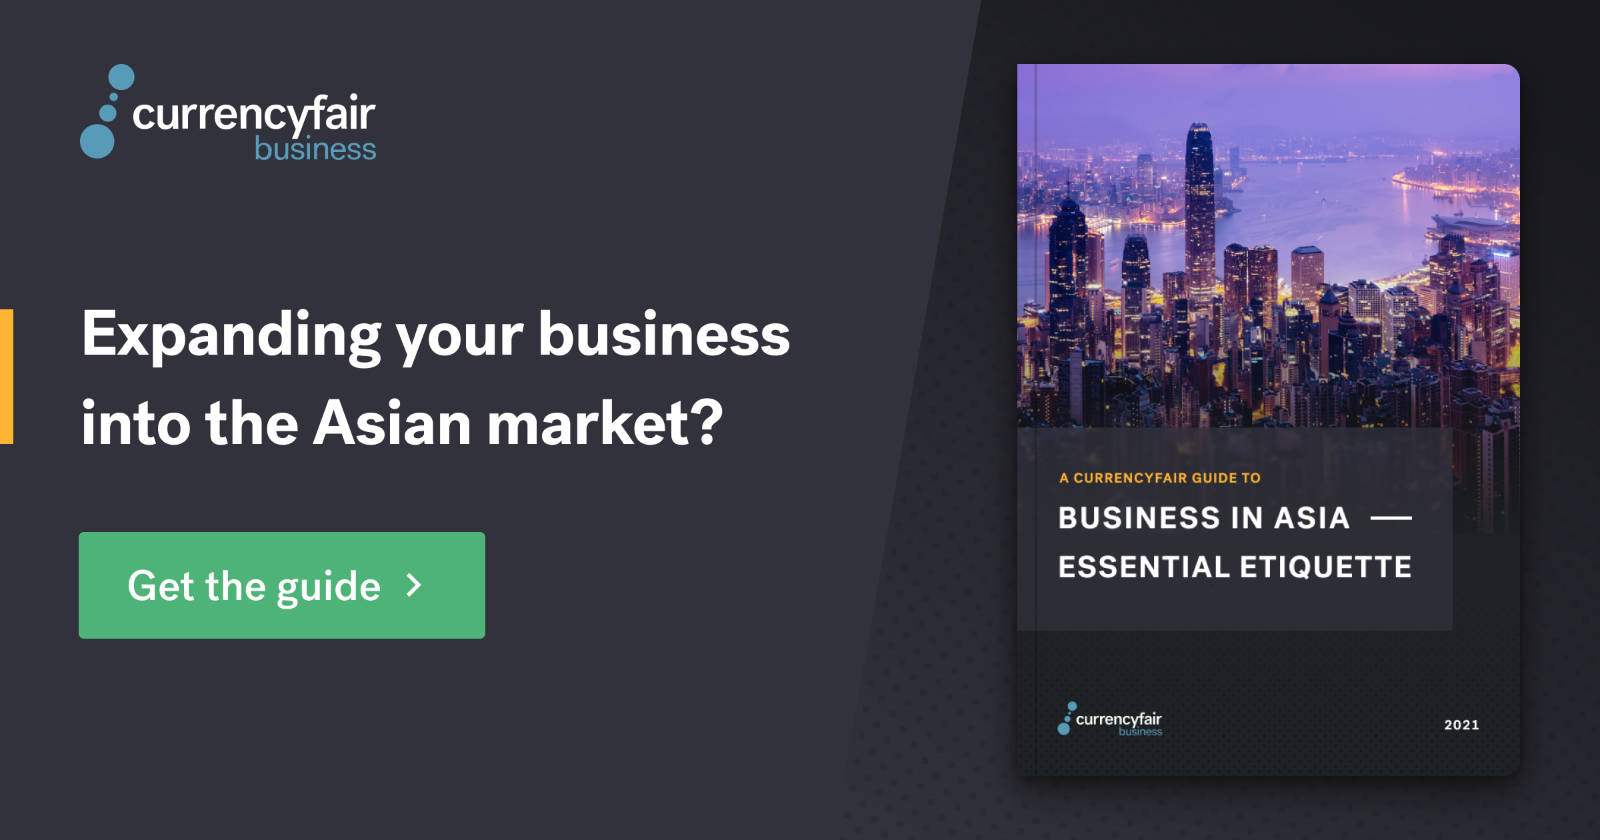 currencyfair
business
Expanding your business
into the Asian market?
Get the guide
A CURRENCYFAIR GUIDE TO
BUSINESS IN ASIA —
ESSENTIAL ETIQUETTE
currencyfair
business
2021